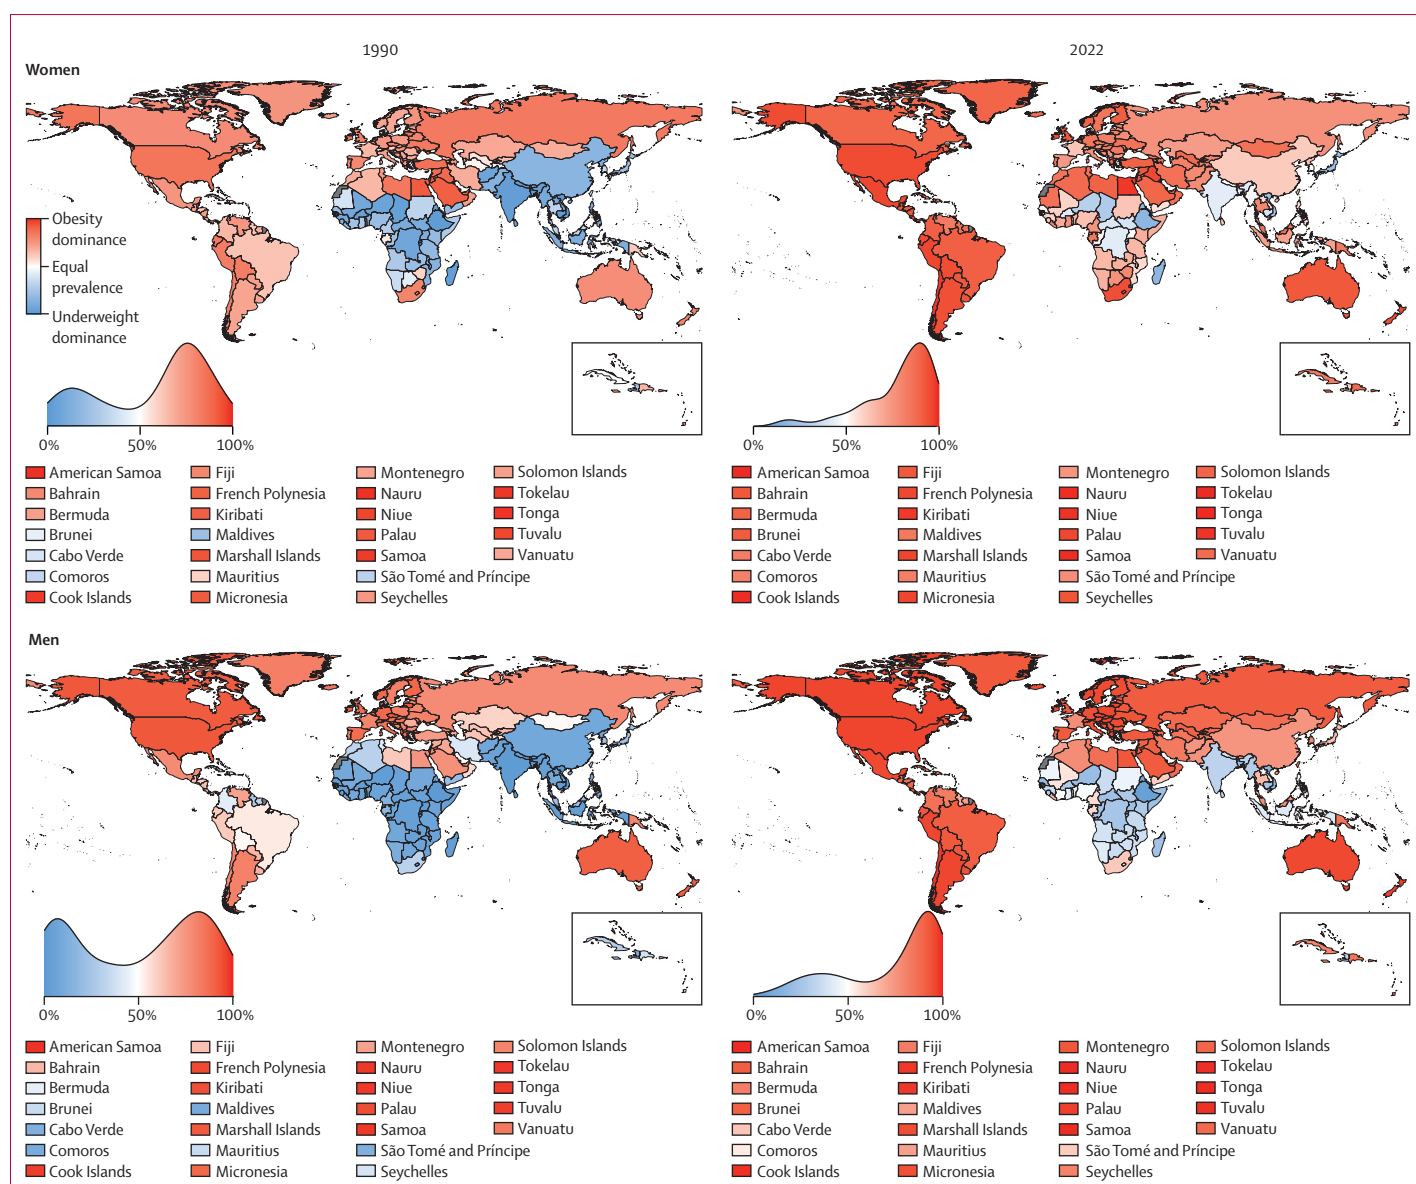 1990
2022
Women
Obesity
dominance
Equal
prevalence
Underweight
dominance
0%
50%
100%
0%
50%
100%
American Samoa
Bahrain
Bermuda
Brunei
Cabo Verde
Comoros
Cook Islands
Fiji
French Polynesia
Kiribati
Maldives
Marshall Islands
Mauritius
Micronesia
Montenegro
Nauru
Niue
Palau
Samoa
São Tomé and Príncipe
Seychelles
Solomon Islands
Tokelau
Tonga
Tuvalu
Vanuatu
American Samoa
Bahrain
Bermuda
Brunei
Cabo Verde
Comoros
Cook Islands
Fiji
French Polynesia
Kiribati
Maldives
Marshall Islands
Mauritius
Micronesia
Montenegro
Nauru
Niue
Palau
Samoa
São Tomé and Príncipe
Seychelles
Solomon Islands
Tokelau
Tonga
Tuvalu
Vanuatu
Men
0%
50%
100%
0%
50%
100%
American Samoa
Bahrain
Bermuda
Brunei
Cabo Verde
Comoros
Cook Islands
Fiji
French Polynesia
Kiribati
Maldives
Marshall Islands
Mauritius
Micronesia
Montenegro
Nauru
Niue
Palau
Samoa
São Tomé and Príncipe
Seychelles
Solomon Islands
Tokelau
Tonga
Tuvalu
Vanuatu
American Samoa
Bahrain
Bermuda
Brunei
Cabo Verde
Comoros
Cook Islands
Fiji
French Polynesia
Kiribati
Maldives
Marshall Islands
Mauritius
Micronesia
Montenegro
Nauru
Niue
Palau
Samoa
São Tomé and Príncipe
Seychelles
Solomon Islands
Tokelau
Tonga
Tuvalu
Vanuatu